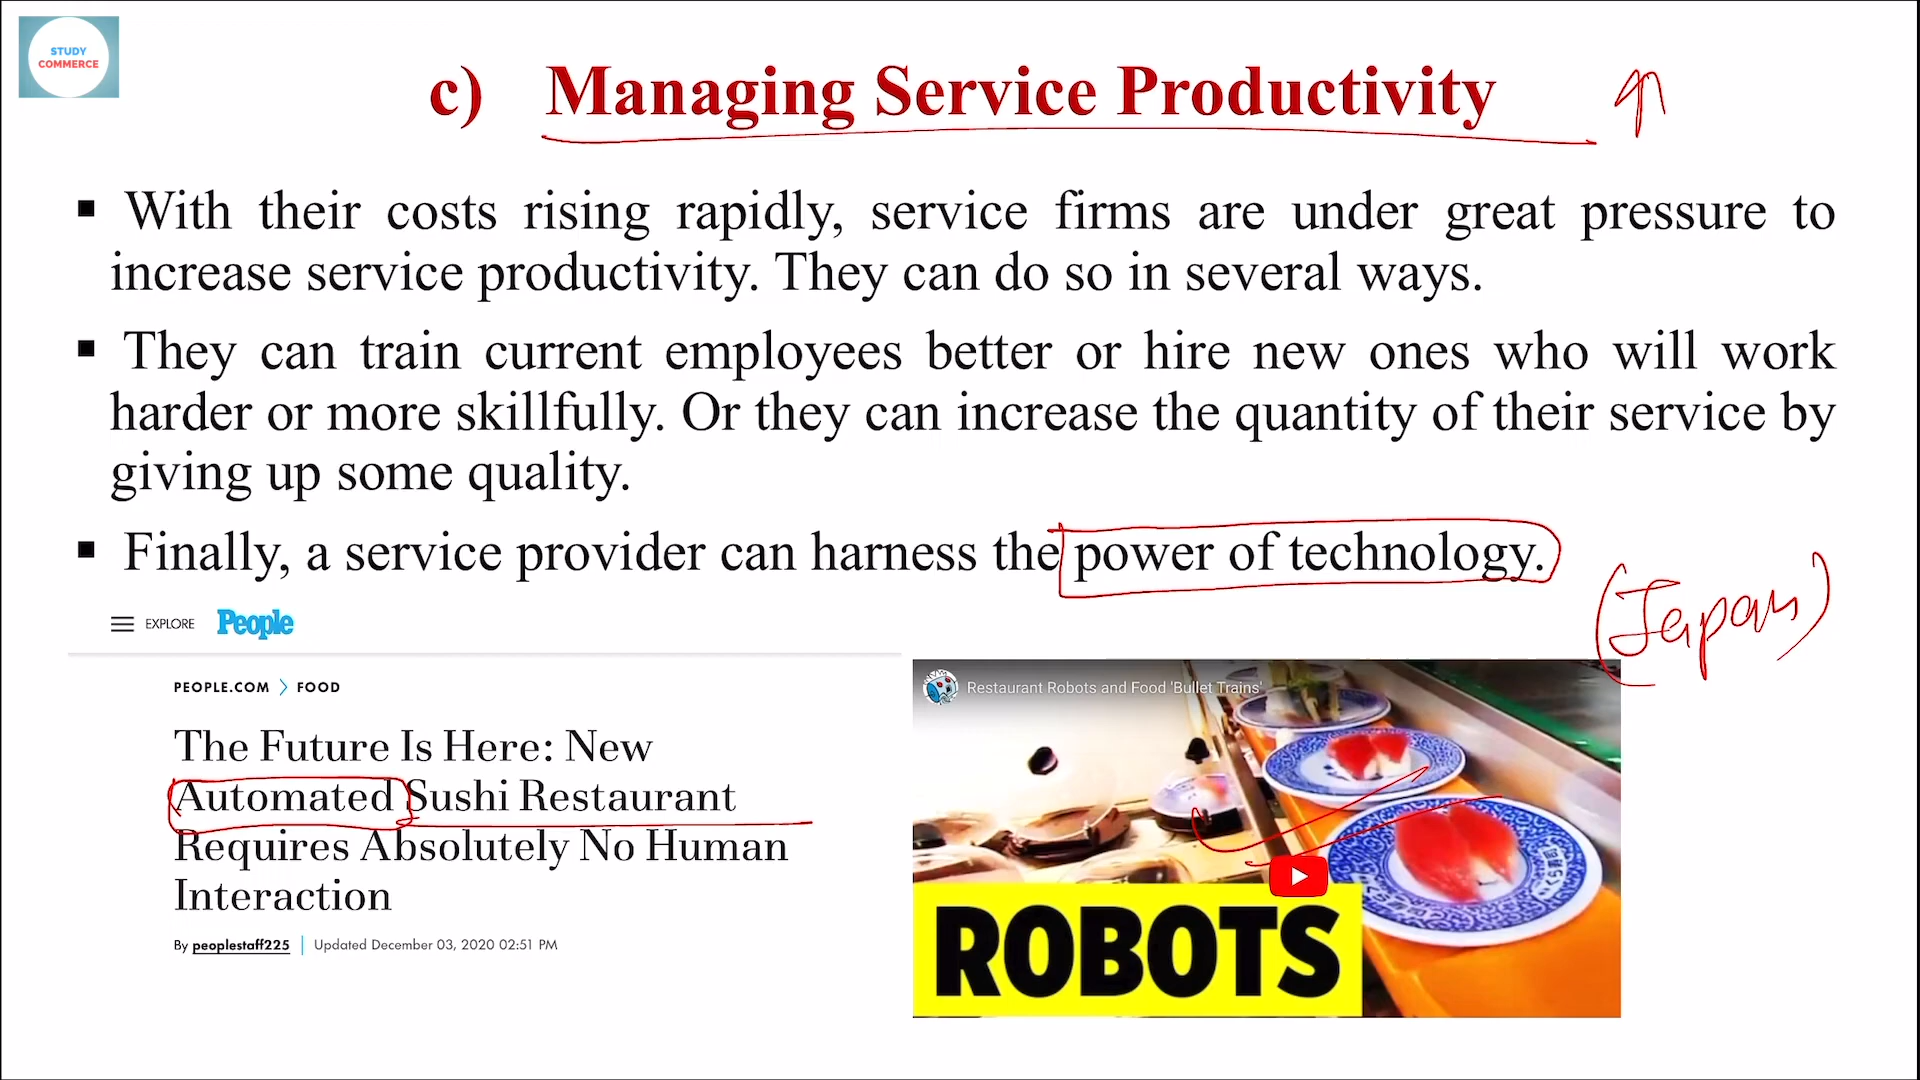 STUDY
COMMERCE
c) Managing Service Productivity
▪ With their costs rising rapidly, service firms are under great pressure to
increase service productivity. They can do so in several ways.
▪ They can train current employees better or hire new ones who will work
harder or more skillfully. Or they can increase the quantity of their service by
giving up some quality.
▪ Finally, a service provider can harness the power of technology.
(Japan)
EXPLORE People
PEOPLE.COM > FOOD
The Future Is Here: New
Automated Sushi Restaurant
Requires Absolutely No Human
Interaction
By peoplestaff225 | Updated December 03, 2020 02:51 PM
Restaurant Robots and Food 'Bullet Trains'
ROBOTS